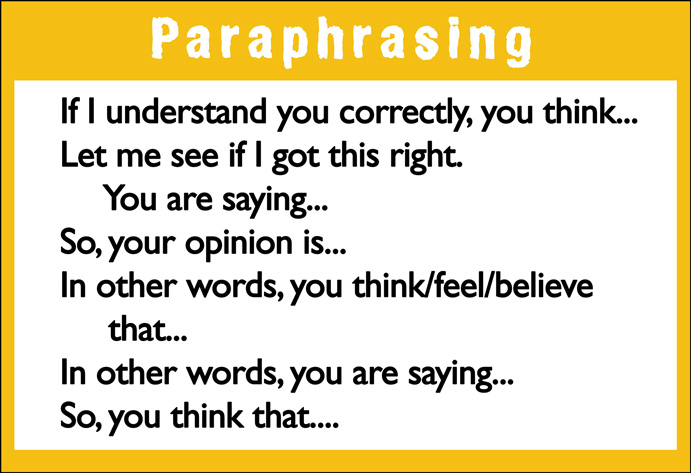 Paraphrasing
If I understand you correctly, you think...
Let me see if I got this right.
You are saying...
So, your opinion is...
In other words, you think/feel/believe
that...
In other words, you are saying...
So, you think that....